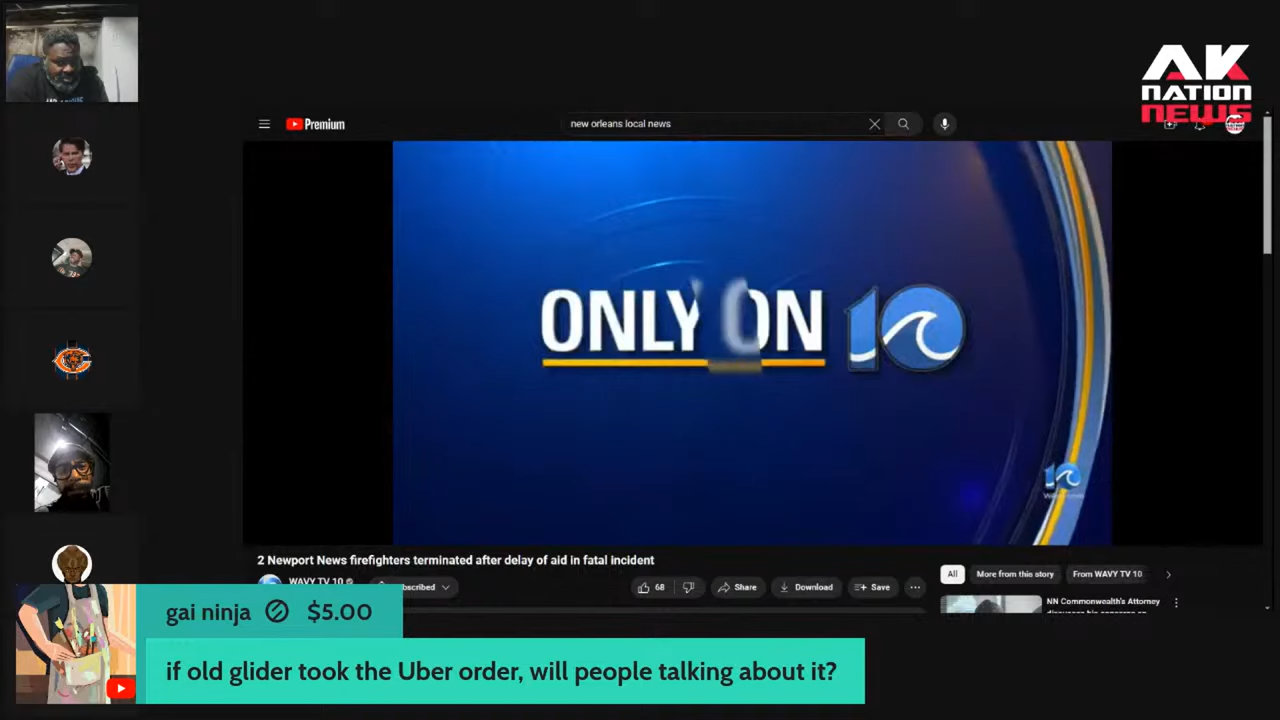 AK
NATION
NEWS
Premium
new orleans local news
ONLY ON 10
10
2 Newport News firefighters terminated after delay of aid in fatal incident
WAVY TV 10
68
Share
Download
Save
All
More from this story
From WAVY TV 10
NN Commonwealth's Attorney
gai ninja $5.00
if old glider took the Uber order, will people talking about it?